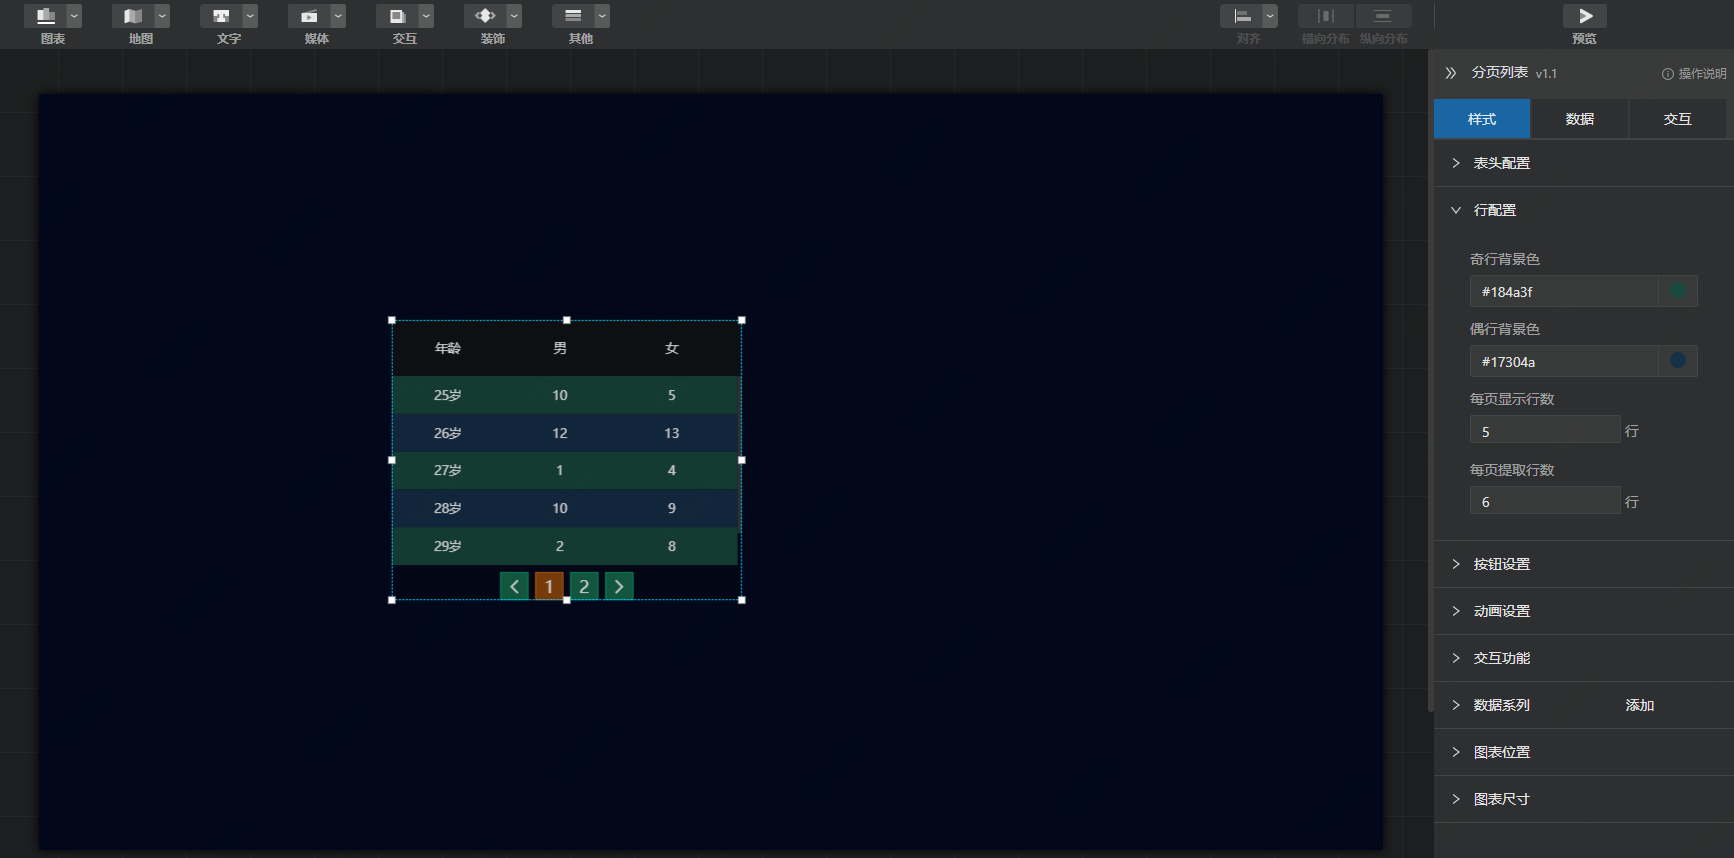 图表 地图 文字 媒体 交互 装饰 其他 对齐 横向分布 纵向分布 预览
分页列表 v1.1 操作说明
样式 数据 交互
表头配置
行配置
奇行背景色
#184a3f
偶行背景色
#17304a
每页显示行数
5 行
每页提取行数
6 行
按钮设置
动画设置
交互功能
数据系列 添加
图表位置
图表尺寸
年龄 男 女
25岁 10 5
26岁 12 13
27岁 1 4
28岁 10 9
29岁 2 8
1 2